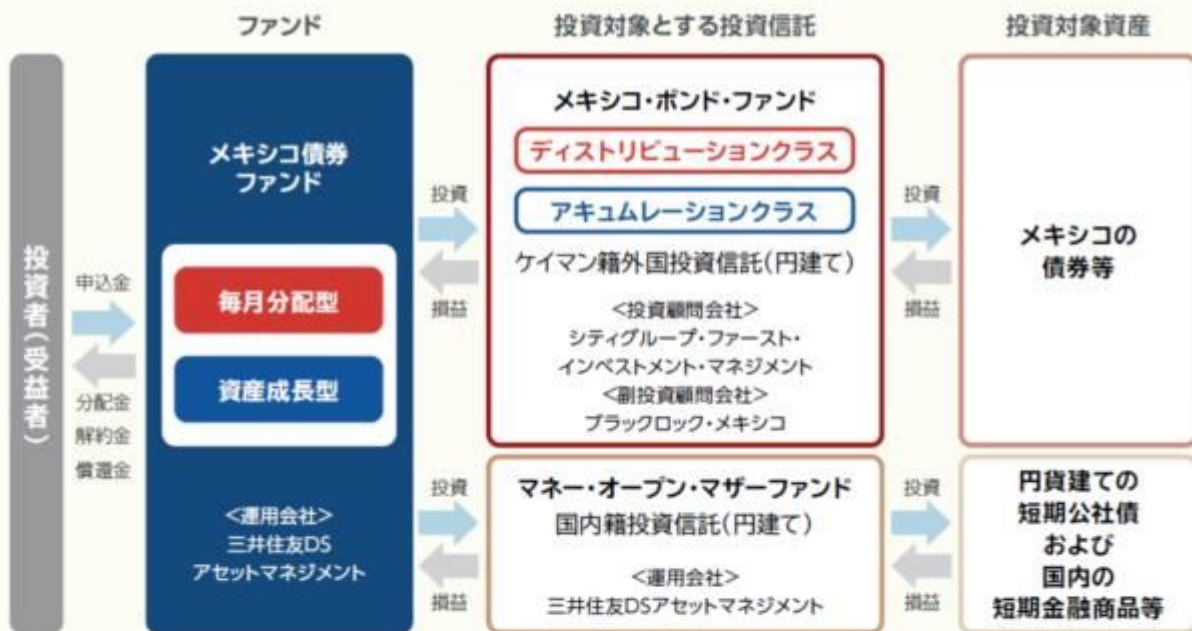 ファンド
投資対象とする投資信託
投資対象資産
投資者(受益者)
申込金
分配金
解約金
償還金
メキシコ債券
ファンド
毎月分配型
資産成長型
<運用会社>
三井住友DS
アセットマネジメント
投資
損益
投資
損益
メキシコ・ボンド・ファンド
ディストリビューションクラス
アキュムレーションクラス
ケイマン籍外国投資信託(円建て)
<投資顧問会社>
シティグループ・ファースト・
インベストメント・マネジメント
<副投資顧問会社>
ブラックロック・メキシコ
マネー・オープン・マザーファンド
国内籍投資信託(円建て)
<運用会社>
三井住友DSアセットマネジメント
投資
損益
投資
損益
メキシコの
債券等
円貨建ての
短期公社債
および
国内の
短期金融商品等